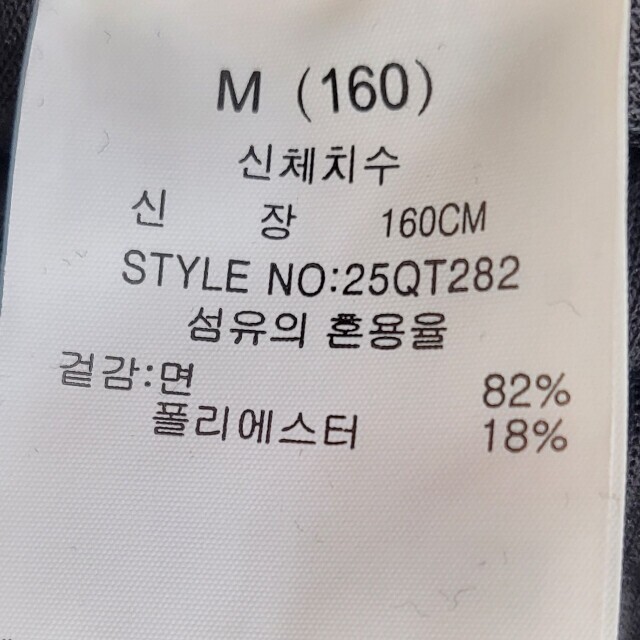 M (160)
신체치수
신 장 160CM
STYLE NO:25QT282
섬유의 혼용율
겉감:면 82%
폴리에스터 18%